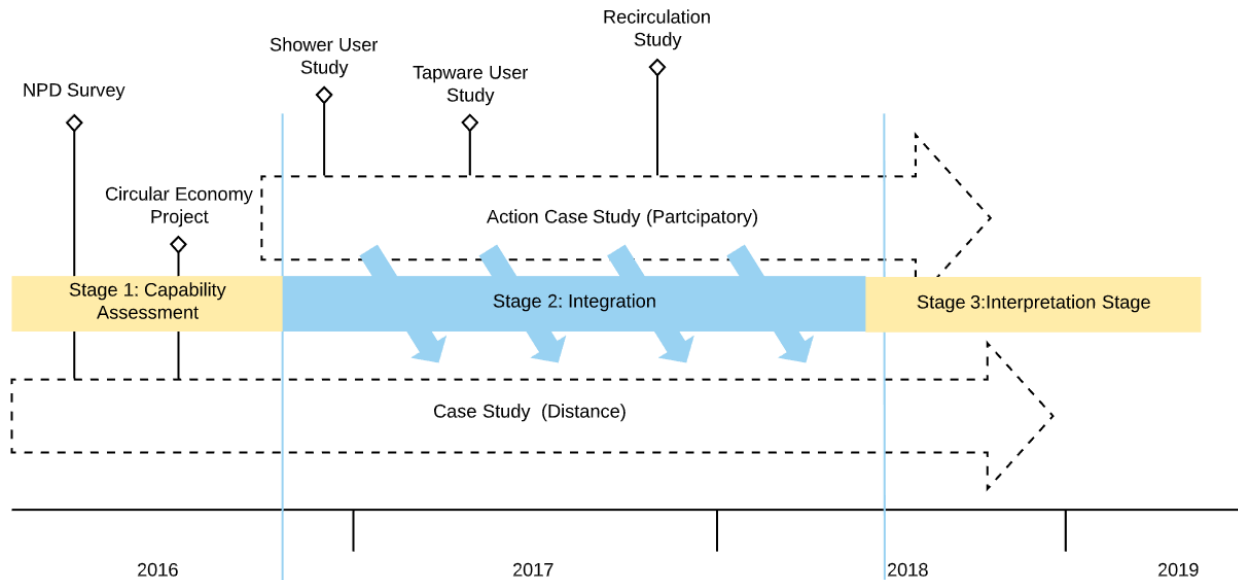 Recirculation
Study
Shower User
Study
Tapware User
Study
NPD Survey
Circular Economy
Project
Action Case Study (Partcipatory)
Stage 1: Capability
Assessment
Stage 2: Integration
Stage 3:Interpretation Stage
Case Study (Distance)
2016
2017
2018
2019